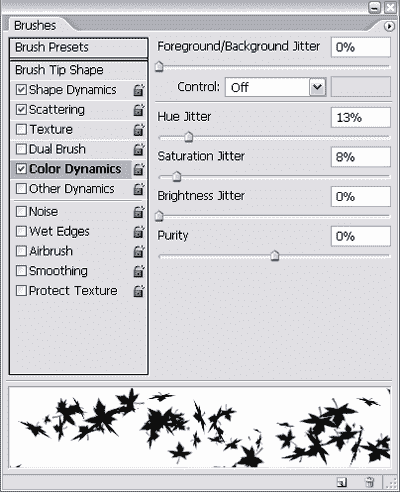 Brushes
Brush Presets
Brush Tip Shape
Shape Dynamics
Scattering
Texture
Dual Brush
Color Dynamics
Other Dynamics
Noise
Wet Edges
Airbrush
Smoothing
Protect Texture
Foreground/Background Jitter 0%
Control: Off
Hue Jitter 13%
Saturation Jitter 8%
Brightness Jitter 0%
Purity 0%